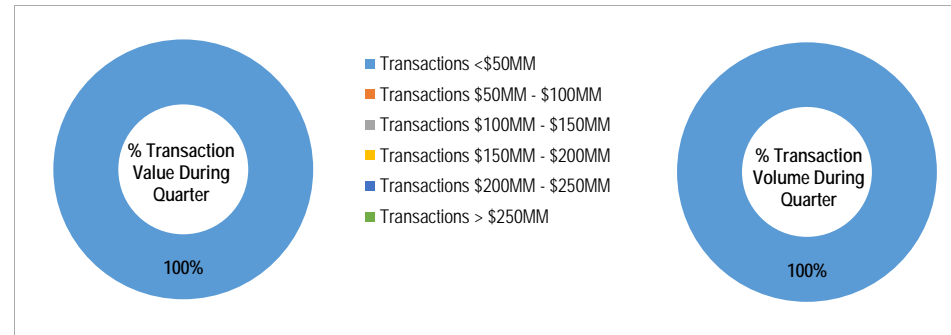 % Transaction
Value During
Quarter
100%
Transactions <$50MM
Transactions $50MM - $100MM
Transactions $100MM - $150MM
Transactions $150MM - $200MM
Transactions $200MM - $250MM
Transactions > $250MM
% Transaction
Volume During
Quarter
100%